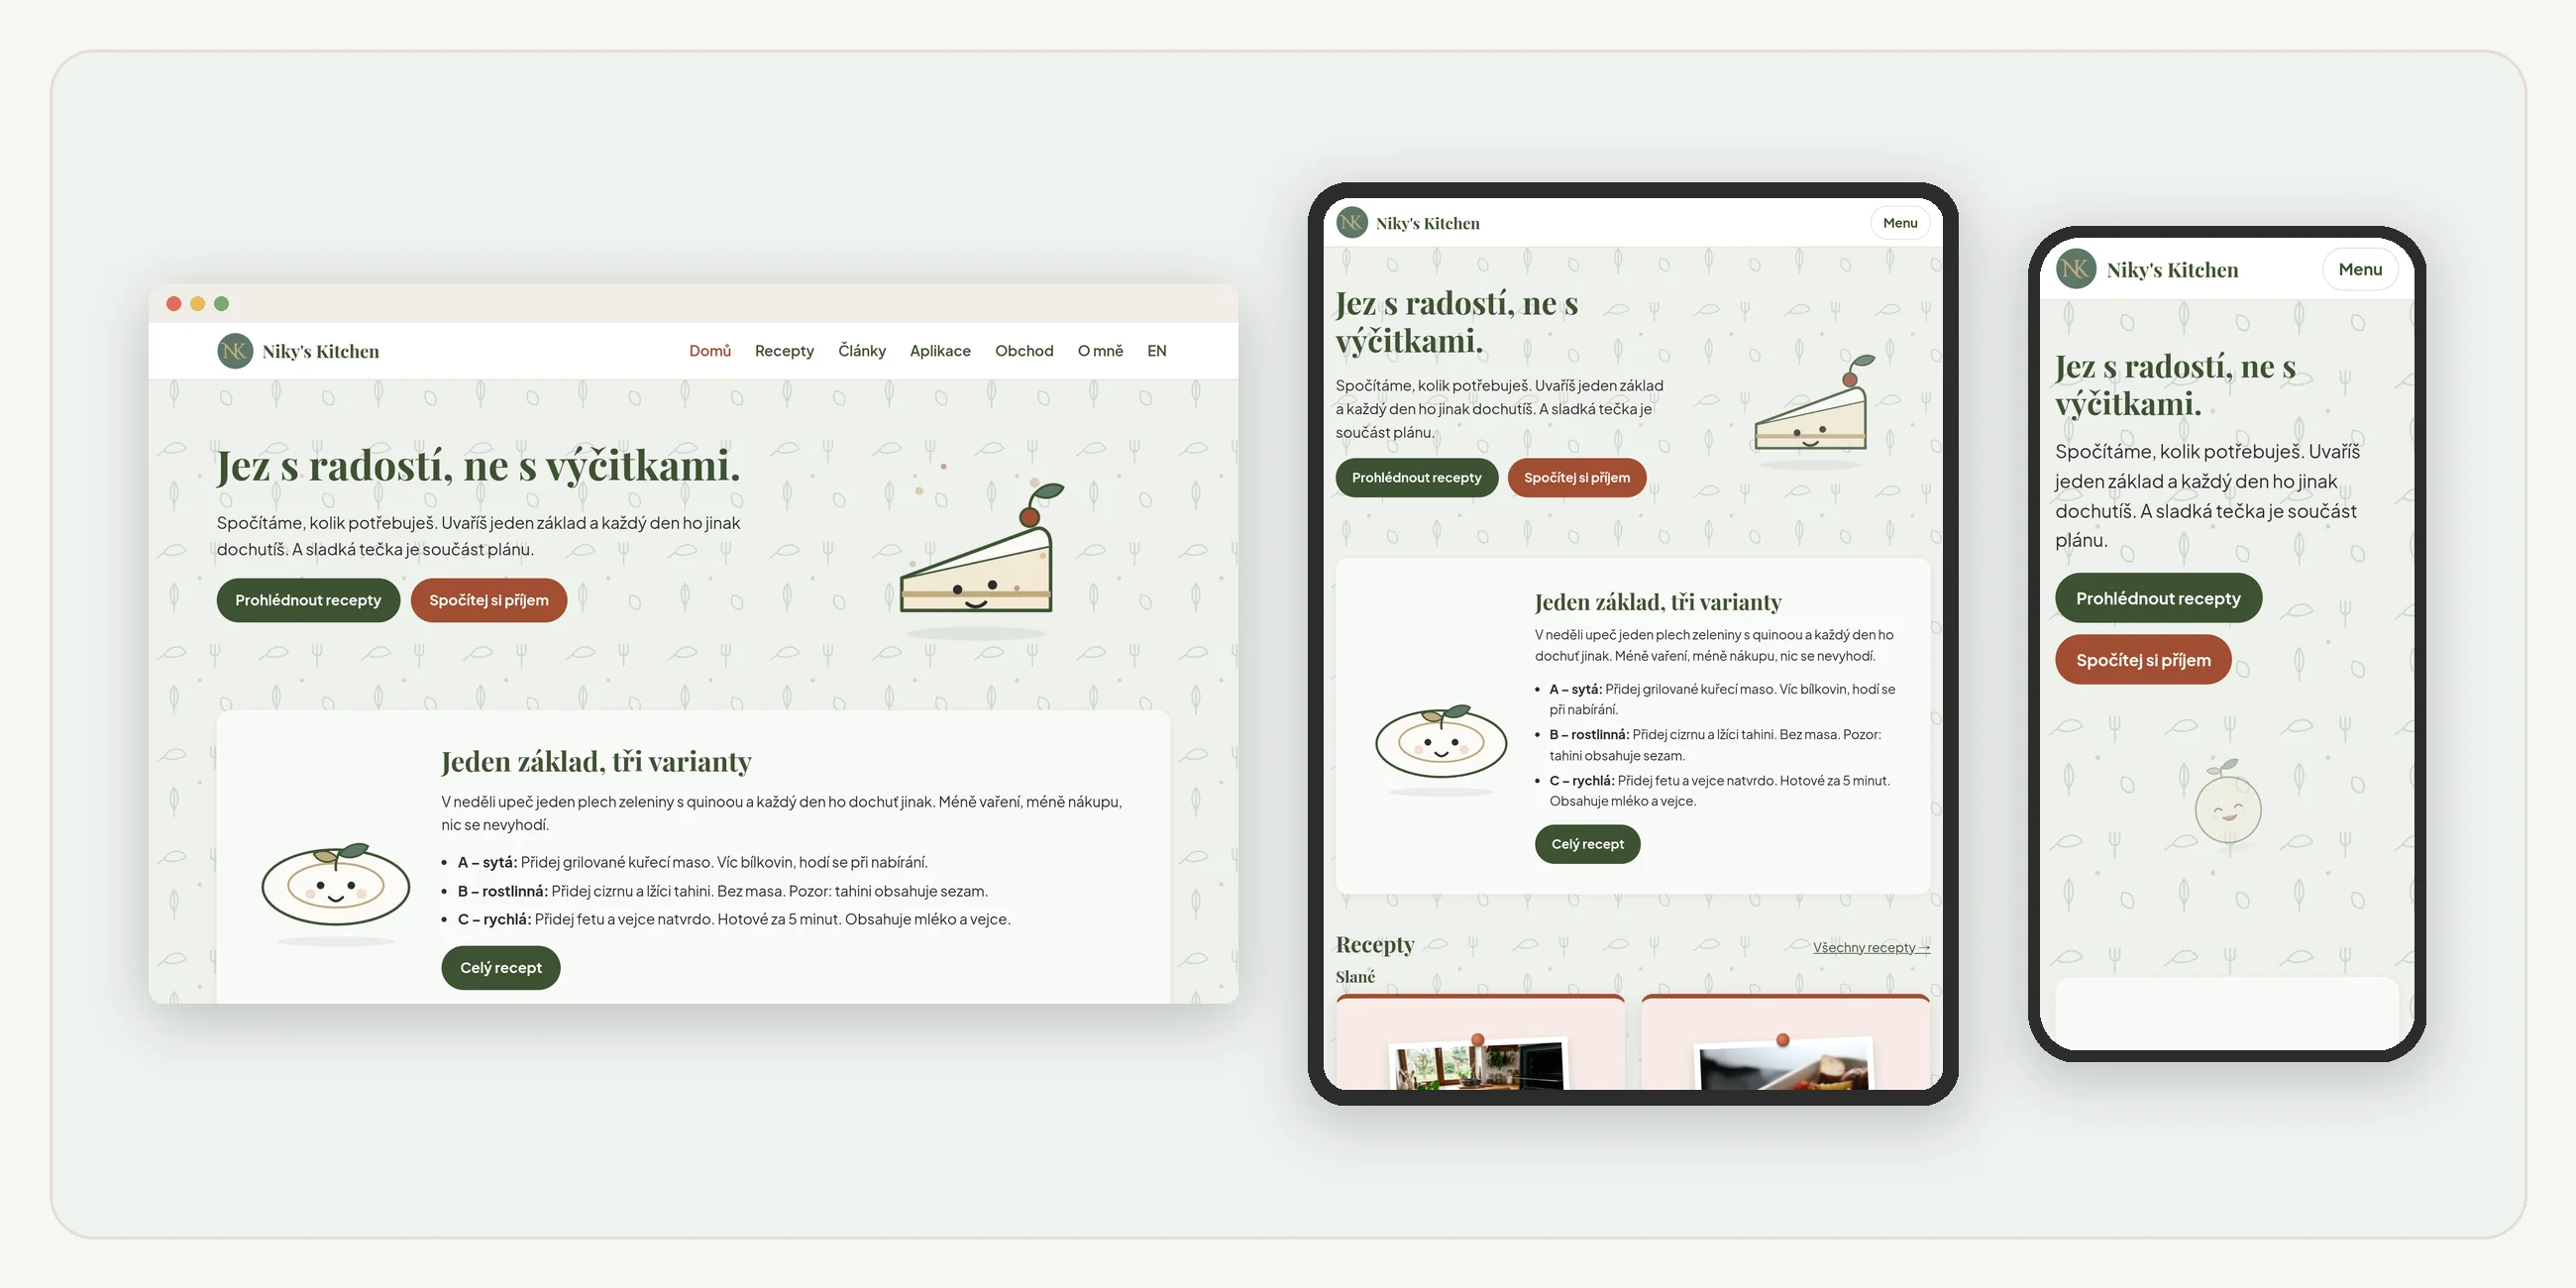 NK Niky's Kitchen
Domů Recepty Články Aplikace Obchod O mně EN
Jez s radostí, ne s výčitkami.
Spočítáme, kolik potřebuješ. Uvaříš jeden základ a každý den ho jinak
dochutíš. A sladká tečka je součást plánu.
Prohlédnout recepty Spočítej si příjem
Jeden základ, tři varianty
V neděli upeč jeden plech zeleniny s quinoou a každý den ho dochuť jinak. Méně vaření, méně nákupu,
nic se nevyhodí.
• A – sytá: Přidej grilované kuřecí maso. Víc bílkovin, hodí se při nabírání.
• B – rostlinná: Přidej cizrnu a lžíci tahini. Bez masa. Pozor: tahini obsahuje sezam.
• C – rychlá: Přidej fetu a vejce natvrdo. Hotové za 5 minut. Obsahuje mléko a vejce.
Celý recept
NK Niky's Kitchen Menu
Jez s radostí, ne s
výčitkami.
Spočítáme, kolik potřebuješ. Uvaříš jeden základ
a každý den ho jinak dochutíš. A sladká tečka je
součást plánu.
Prohlédnout recepty Spočítej si příjem
Jeden základ, tři varianty
V neděli upeč jeden plech zeleniny s quinoou a každý den ho
dochuť jinak. Méně vaření, méně nákupu, nic se nevyhodí.
• A – sytá: Přidej grilované kuřecí maso. Víc bílkovin, hodí se
při nabírání.
• B – rostlinná: Přidej cizrnu a lžíci tahini. Bez masa. Pozor:
tahini obsahuje sezam.
• C – rychlá: Přidej fetu a vejce natvrdo. Hotové za 5 minut.
Obsahuje mléko a vejce.
Celý recept
Recepty Všechny recepty →
Slané
NK Niky's Kitchen Menu
Jez s radostí, ne s
výčitkami.
Spočítáme, kolik potřebuješ. Uvaříš
jeden základ a každý den ho jinak
dochutíš. A sladká tečka je součást
plánu.
Prohlédnout recepty
Spočítej si příjem